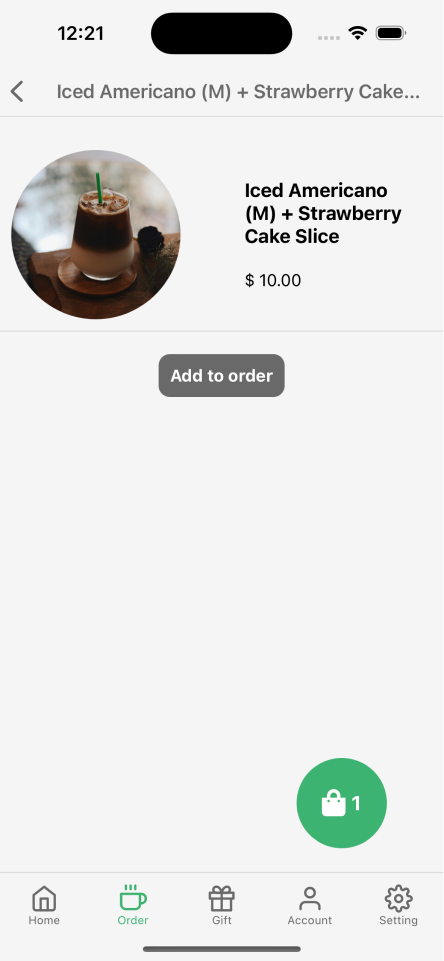 12:21
Iced Americano (M) + Strawberry Cake...
Iced Americano
(M) + Strawberry
Cake Slice
$ 10.00
Add to order
1
Home
Order
Gift
Account
Setting